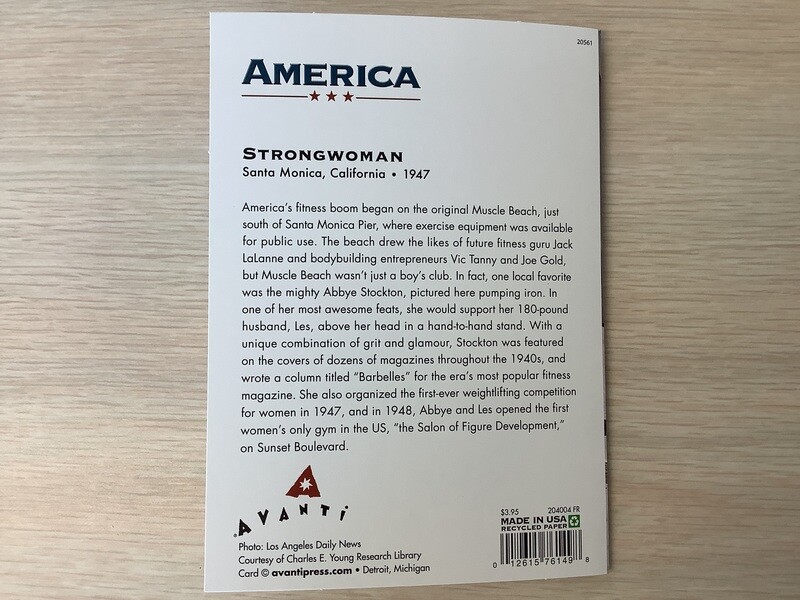 20561
AMERICA
STRONGWOMAN
Santa Monica, California • 1947
America's fitness boom began on the original Muscle Beach, just
south of Santa Monica Pier, where exercise equipment was available
for public use. The beach drew the likes of future fitness guru Jack
LaLanne and bodybuilding entrepreneurs Vic Tanny and Joe Gold,
but Muscle Beach wasn't just a boy's club. In fact, one local favorite
was the mighty Abbye Stockton, pictured here pumping iron. In
one of her most awesome feats, she would support her 180-pound
husband, Les, above her head in a hand-to-hand stand. With a
unique combination of grit and glamour, Stockton was featured
on the covers of dozens of magazines throughout the 1940s, and
wrote a column titled "Barbelles" for the era's most popular fitness
magazine. She also organized the first-ever weightlifting competition
for women in 1947, and in 1948, Abbye and Les opened the first
women's only gym in the US, "the Salon of Figure Development,"
on Sunset Boulevard.
AVANTI
Photo: Los Angeles Daily News
Courtesy of Charles E. Young Research Library
Card © avantipress.com • Detroit, Michigan
$3.95 204004 FR
MADE IN USA
RECYCLED PAPER
0 12615 76149 8